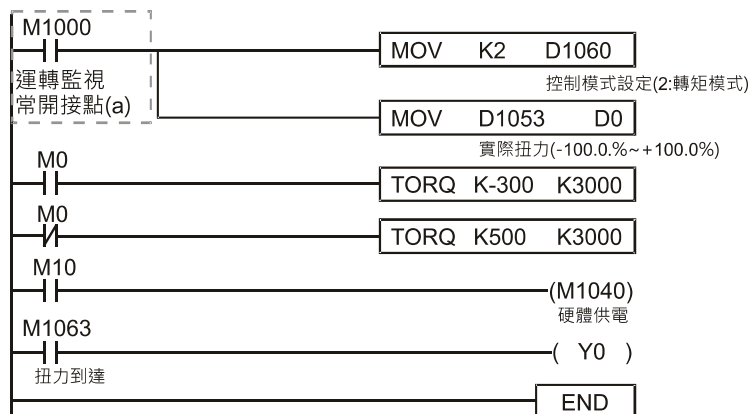 M1000
MOV K2 D1060
運轉監視
常開接點(a)
控制模式設定(2:轉矩模式)
MOV D1053 D0
實際扭力(-100.0.%~+100.0%)
M0
TORQ K-300 K3000
M0
TORQ K500 K3000
M10
(M1040)
硬體供電
M1063
( Y0 )
扭力到達
END